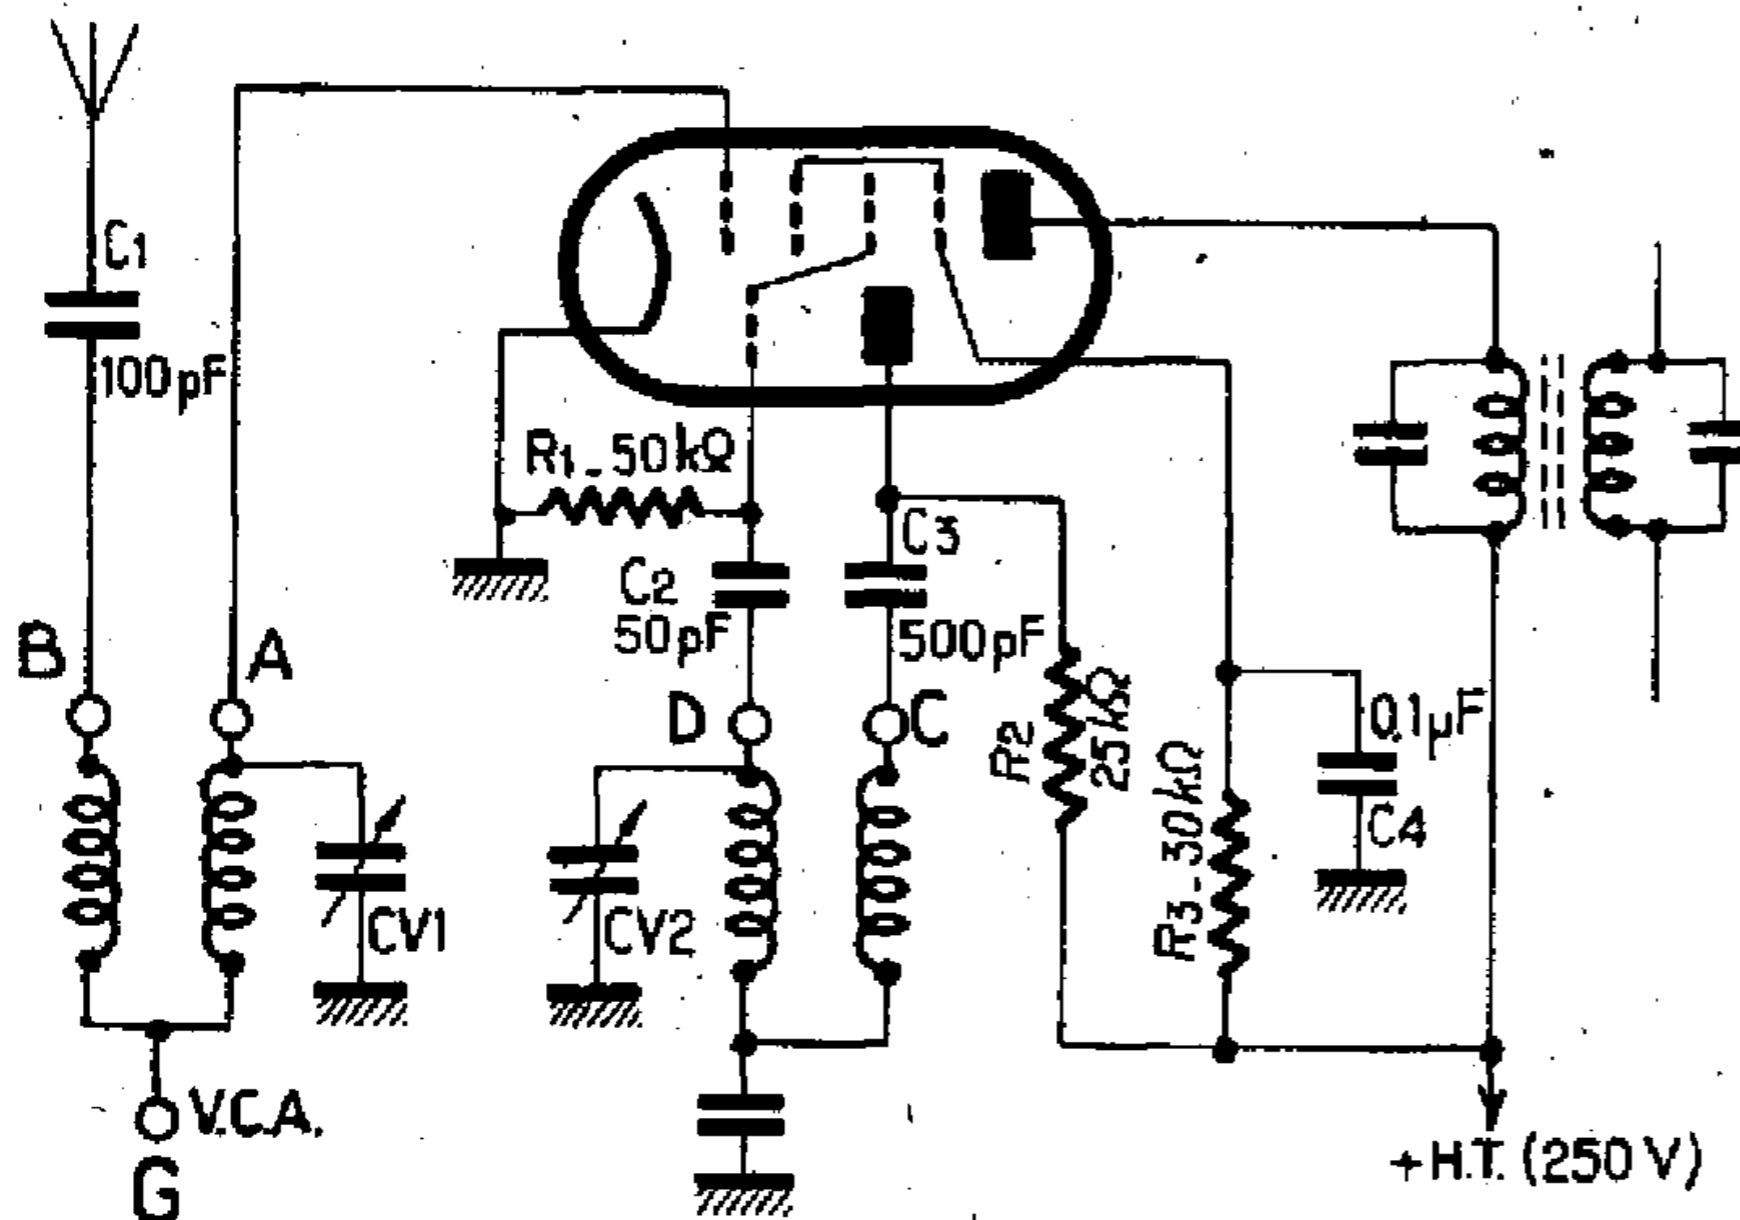 C1
100pF
R1_50kΩ
C2
50pF
C3
500pF
B
A
D
C
R2
25kΩ
R3_30kΩ
0,1µF
C4
CV1
CV2
V.C.A.
G
+H.T. (250V)